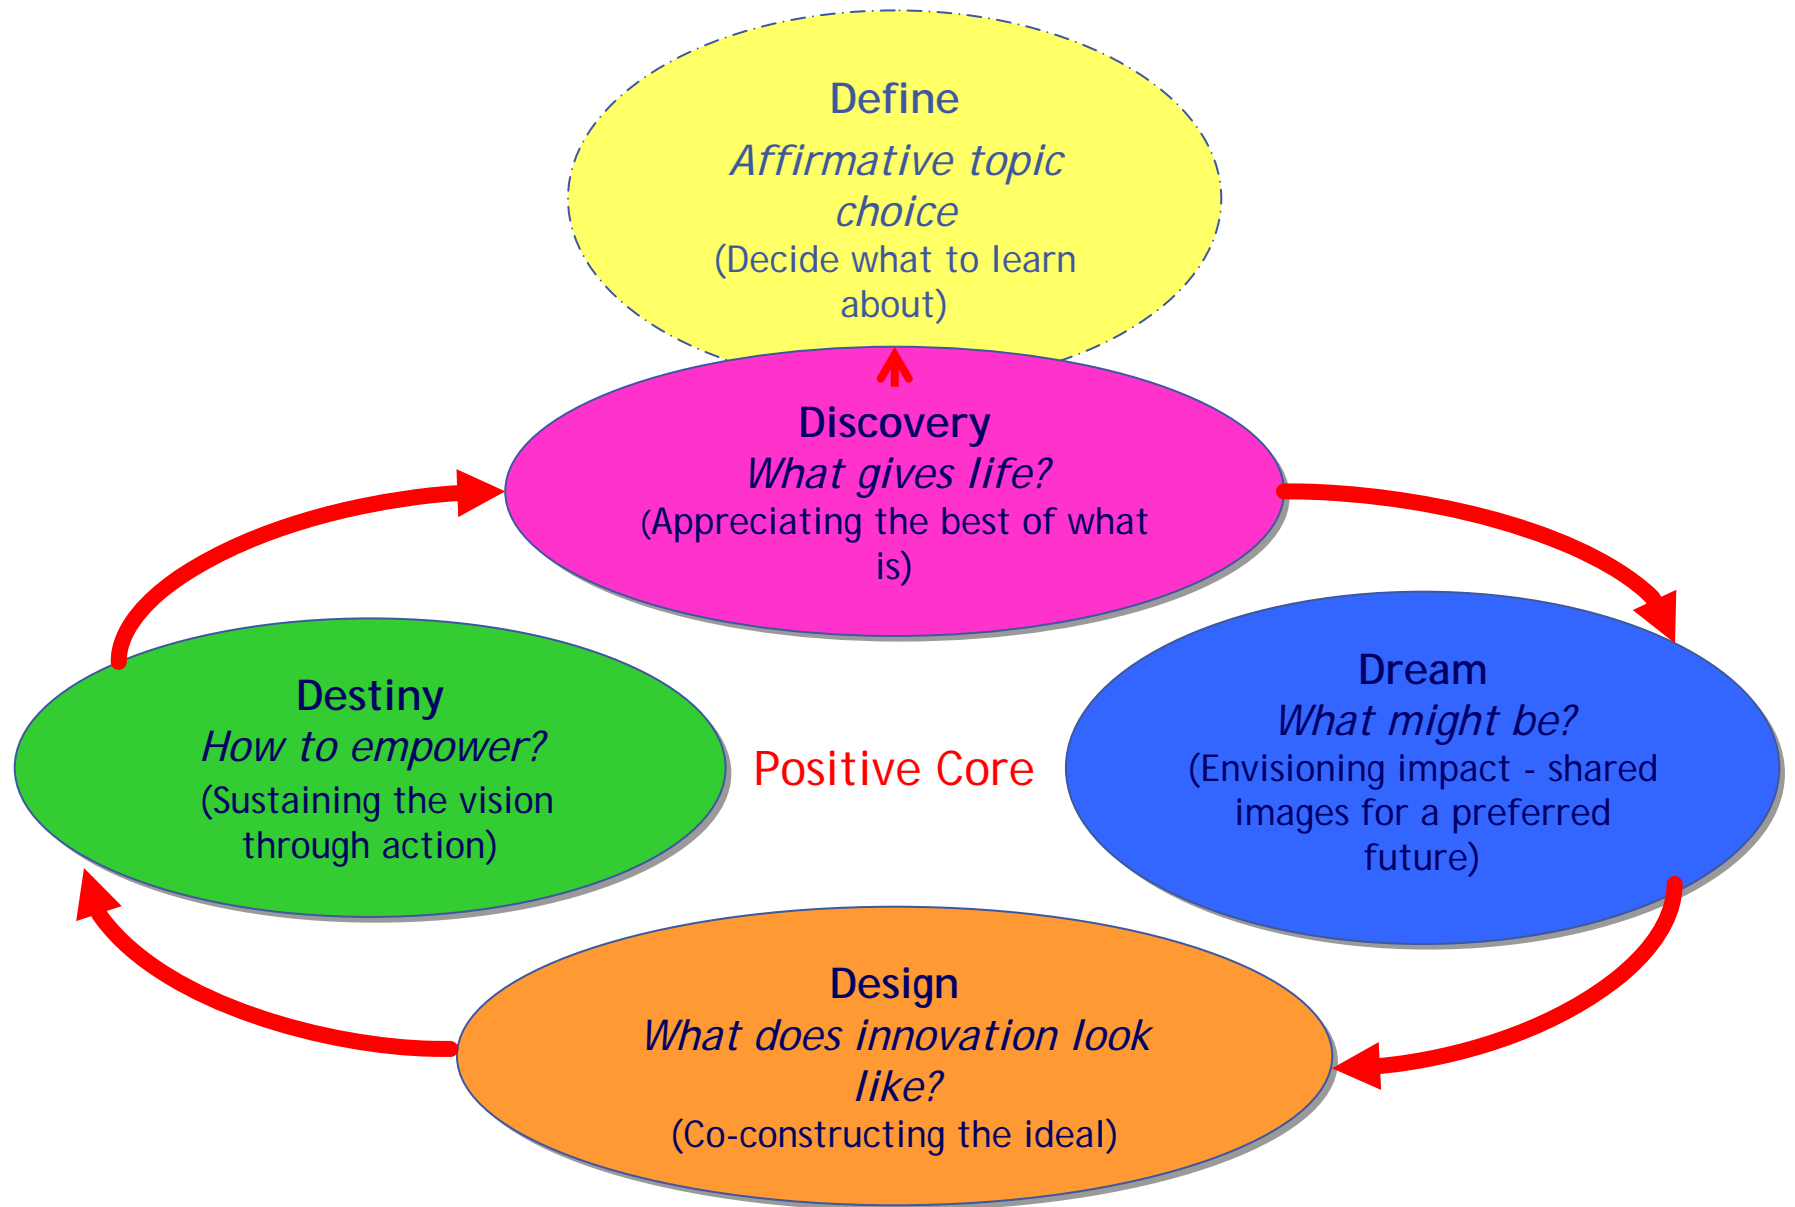 Define
Affirmative topic
choice
(Decide what to learn
about)
Discovery
What gives life?
(Appreciating the best of what
is)
Destiny
How to empower?
(Sustaining the vision
through action)
Positive Core
Dream
What might be?
(Envisioning impact - shared
images for a preferred
future)
Design
What does innovation look
like?
(Co-constructing the ideal)